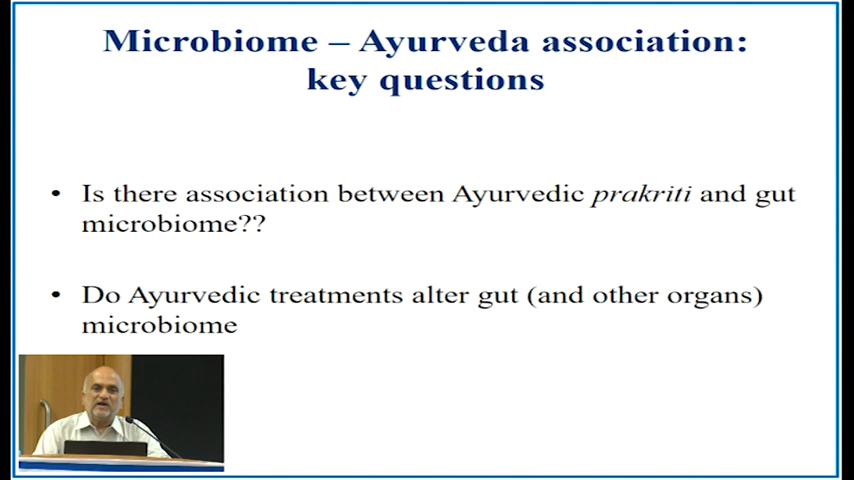 Microbiome – Ayurveda association:
key questions
• Is there association between Ayurvedic prakriti and gut
microbiome??
• Do Ayurvedic treatments alter gut (and other organs)
microbiome